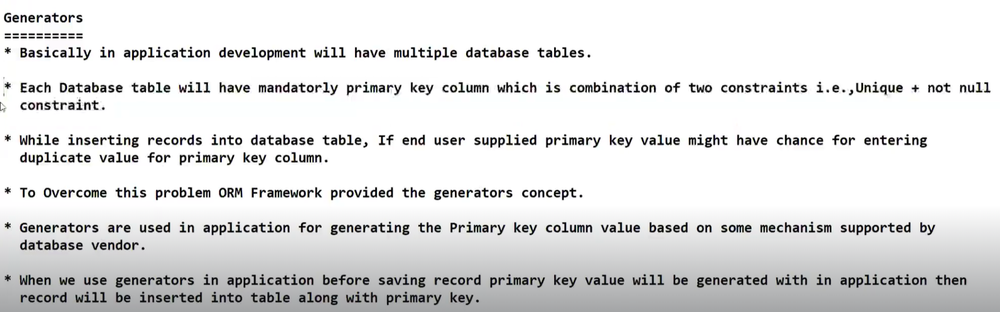 Generators
==========
* Basically in application development will have multiple database tables.
* Each Database table will have mandatorly primary key column which is combination of two constraints i.e.,Unique + not null
constraint.
* While inserting records into database table, If end user supplied primary key value might have chance for entering
duplicate value for primary key column.
* To Overcome this problem ORM Framework provided the generators concept.
* Generators are used in application for generating the Primary key column value based on some mechanism supported by
database vendor.
* When we use generators in application before saving record primary key value will be generated with in application then
record will be inserted into table along with primary key.